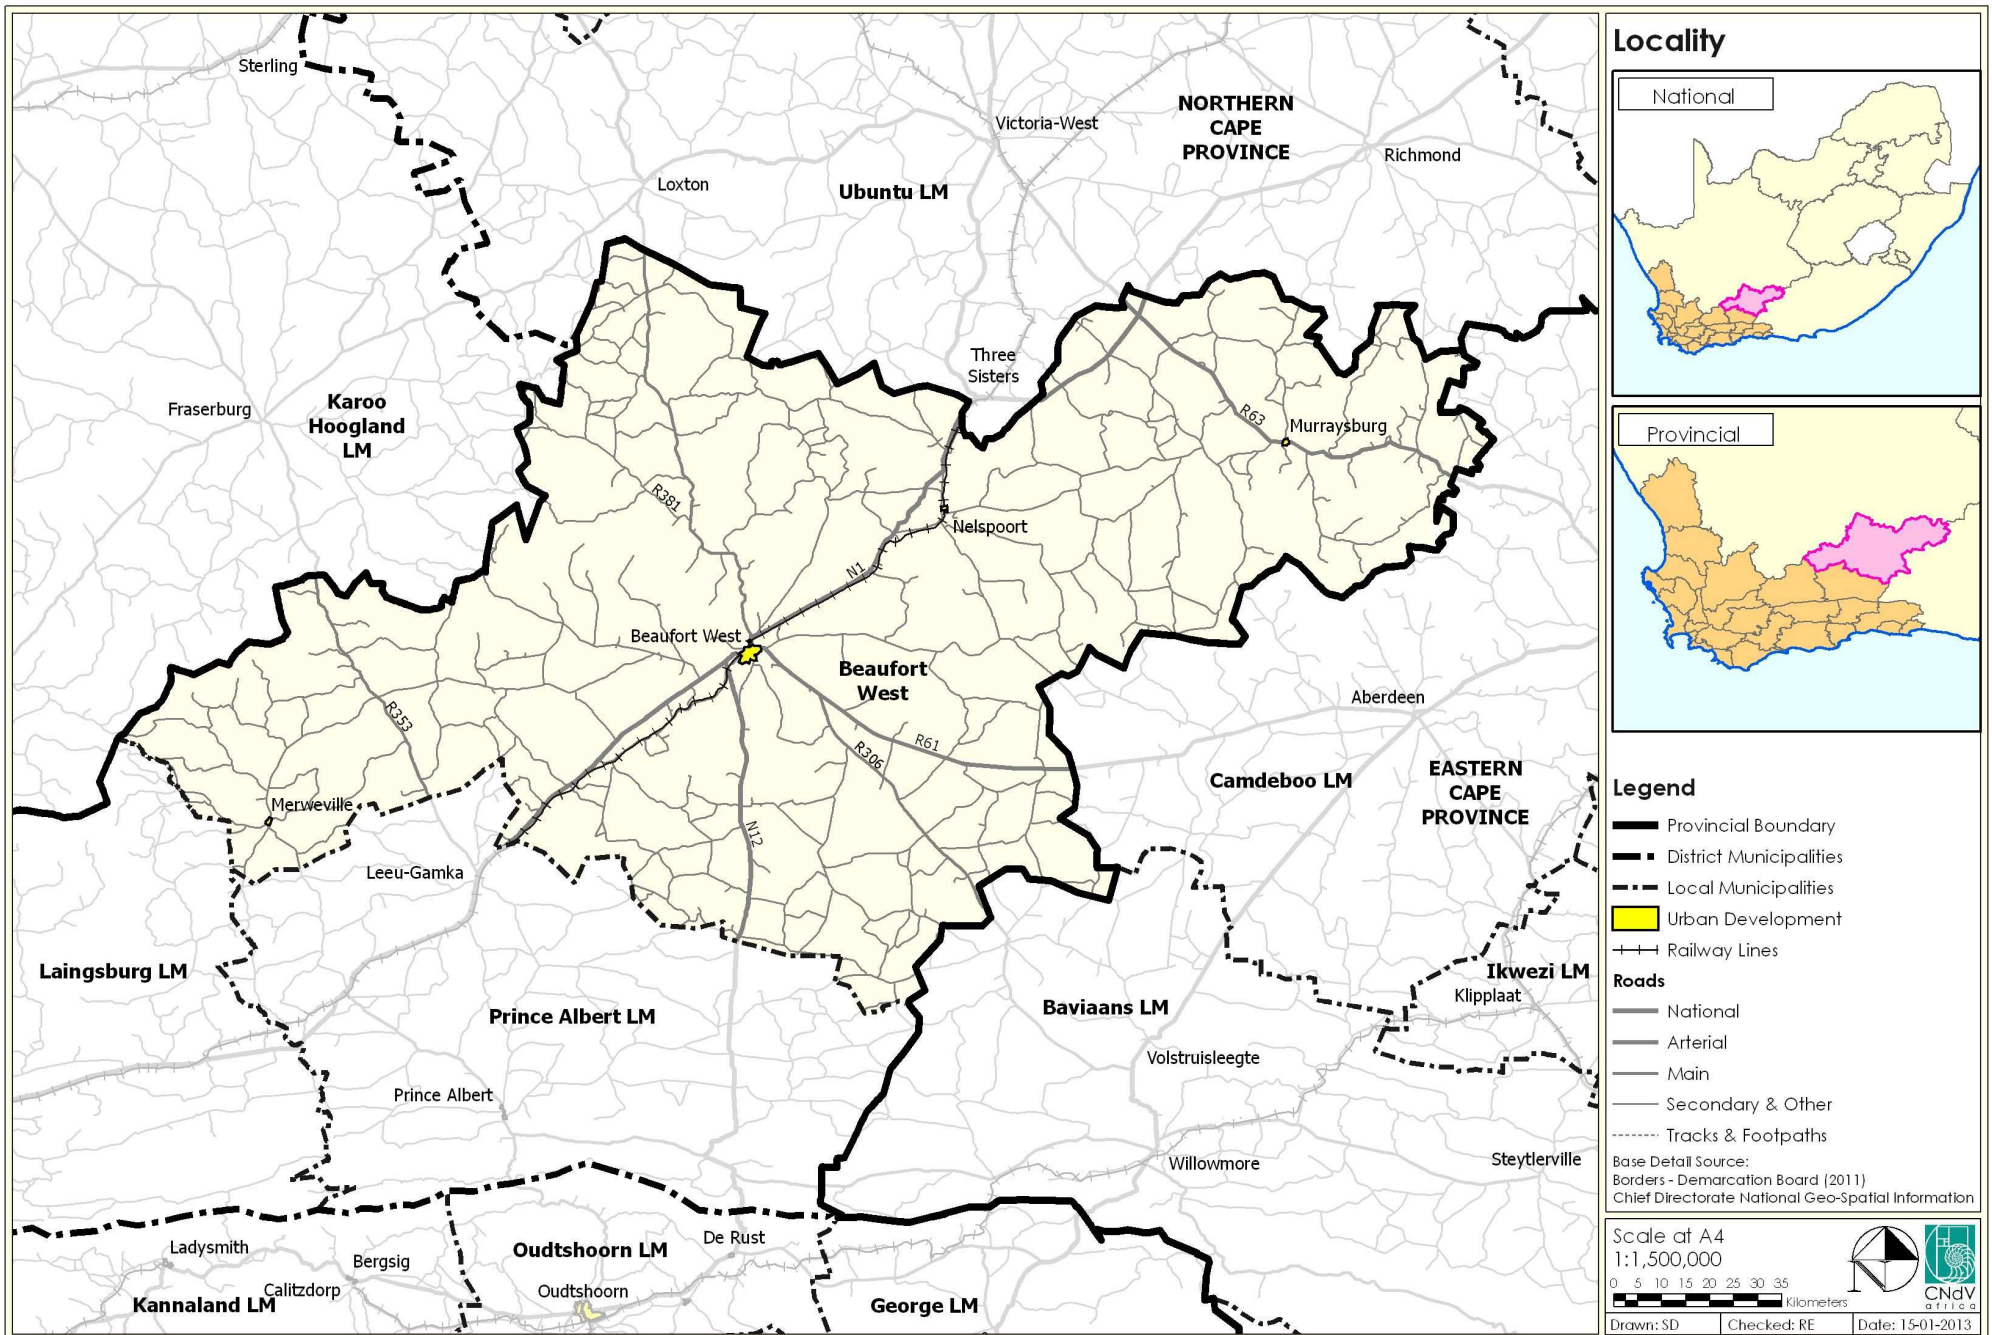 Sterling
NORTHERN
CAPE
PROVINCE
Victoria-West
Richmond
Loxton
Ubuntu LM
Three
Sisters
Fraserburg
Karoo
Hoogland
LM
R63
Murraysburg
R381
Nelspoort
N1
Beaufort West
Beaufort
West
Aberdeen
R353
R61
R306
Camdeboo LM
EASTERN
CAPE
PROVINCE
Merweville
N12
Leeu-Gamka
Laingsburg LM
Ikwezi LM
Klipplaat
Prince Albert LM
Baviaans LM
Volstruisleegte
Prince Albert
Willowmore
Steytlerville
De Rust
Ladysmith
Bergsig
Oudtshoorn LM
Calitzdorp
Oudtshoorn
Kannaland LM
George LM
Locality
National
Provincial
Legend
Provincial Boundary
District Municipalities
Local Municipalities
Urban Development
Railway Lines
Roads
National
Arterial
Main
Secondary & Other
Tracks & Footpaths
Base Detail Source:
Borders - Demarcation Board (2011)
Chief Directorate National Geo-Spatial Information
Scale at A4
1:1,500,000
0 5 10 15 20 25 30 35
Kilometers
N
CNdV
africa
Drawn: SD
Checked: RE
Date: 15-01-2013